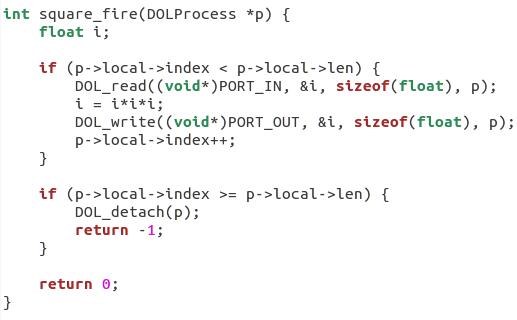 int square_fire(DOLProcess *p) {
    float i;

    if (p->local->index < p->local->len) {
        DOL_read((void*)PORT_IN, &i, sizeof(float), p);
        i = i*i*i;
        DOL_write((void*)PORT_OUT, &i, sizeof(float), p);
        p->local->index++;
    }

    if (p->local->index >= p->local->len) {
        DOL_detach(p);
        return -1;
    }

    return 0;
}